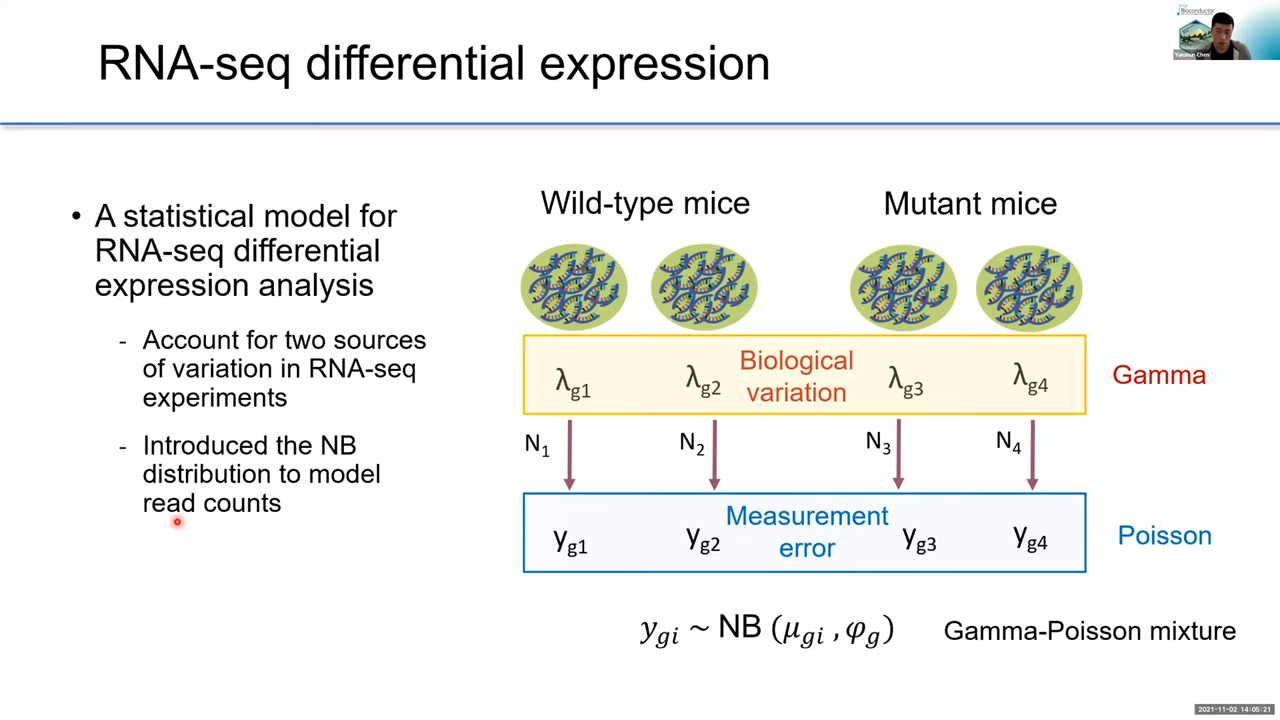 RNA-seq differential expression
Bioconductor
Yunshun Chen
• A statistical model for
RNA-seq differential
expression analysis
- Account for two sources
of variation in RNA-seq
experiments
- Introduced the NB
distribution to model
read counts
Wild-type mice
Mutant mice
λg1
λg2
Biological
variation
λg3
λg4
Gamma
N1
N2
N3
N4
yg1
yg2
Measurement
error
yg3
yg4
Poisson
ygi ~ NB (μgi , φg)
Gamma-Poisson mixture
2021-11-02 14:05:21